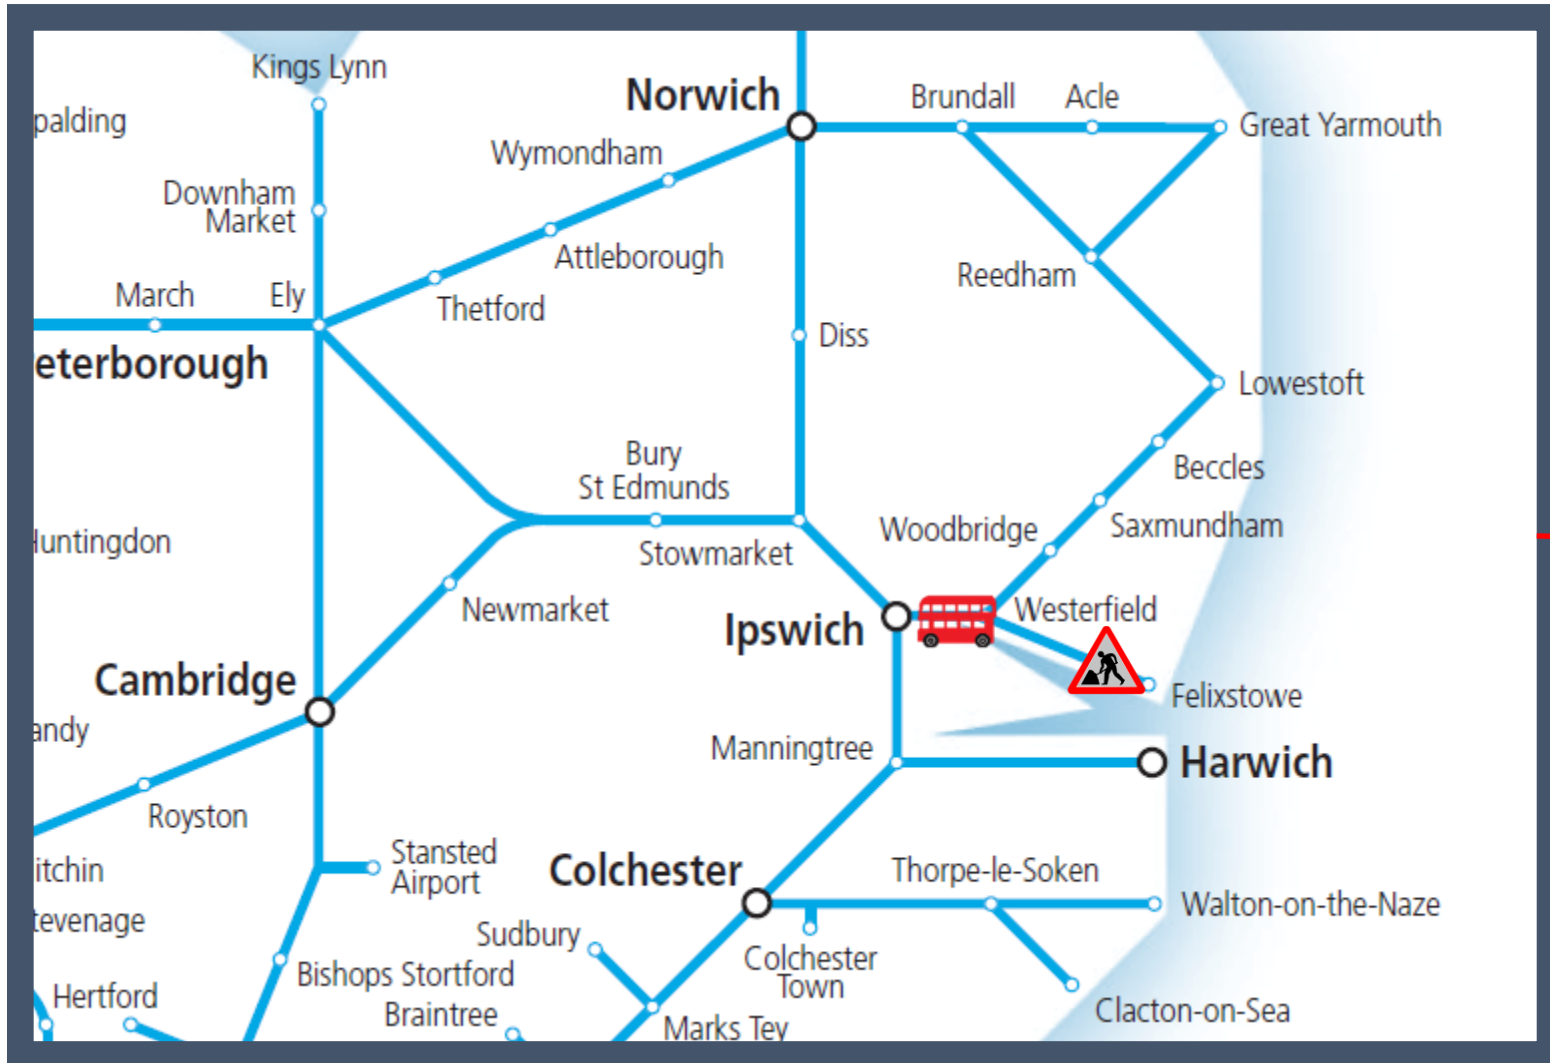 Kings Lynn
palding
Norwich
Brundall
Acle
Great Yarmouth
Wymondham
Downham
Market
Attleborough
Reedham
March
Ely
Thetford
Diss
eterborough
Lowestoft
Bury
St Edmunds
Beccles
Woodbridge
Saxmundham
Huntingdon
Stowmarket
Newmarket
Westerfield
Ipswich
Cambridge
Felixstowe
andy
Manningtree
Harwich
Royston
Stansted
Airport
itchin
Colchester
Thorpe-le-Soken
Walton-on-the-Naze
tevenage
Sudbury
Colchester
Town
Bishops Stortford
Hertford
Braintree
Clacton-on-Sea
Marks Tey